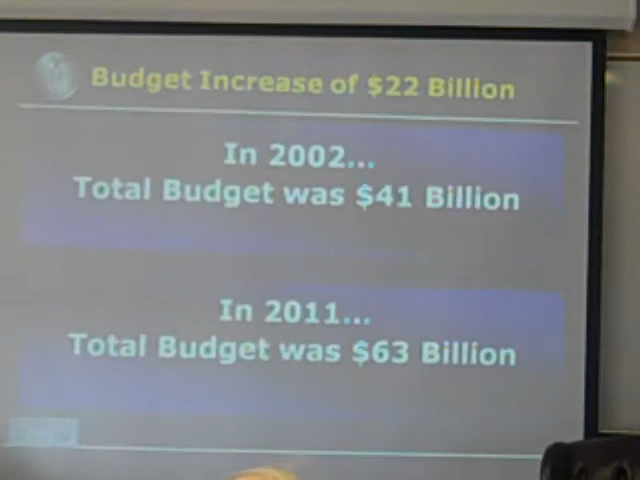 Budget Increase of $22 Billion
In 2002...
Total Budget was $41 Billion
In 2011...
Total Budget was $63 Billion